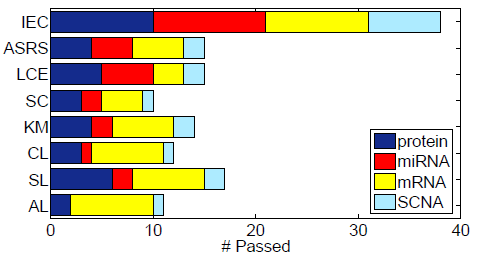 IEC
ASRS
LCE
SC
KM
CL
SL
AL
protein
miRNA
mRNA
SCNA
0 10 20 30 40
# Passed